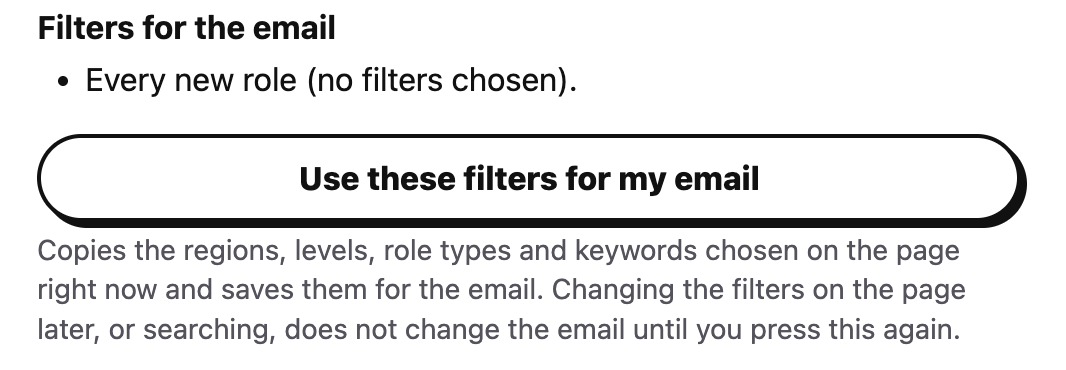 Filters for the email
• Every new role (no filters chosen).
Use these filters for my email
Copies the regions, levels, role types and keywords chosen on the page
right now and saves them for the email. Changing the filters on the page
later, or searching, does not change the email until you press this again.